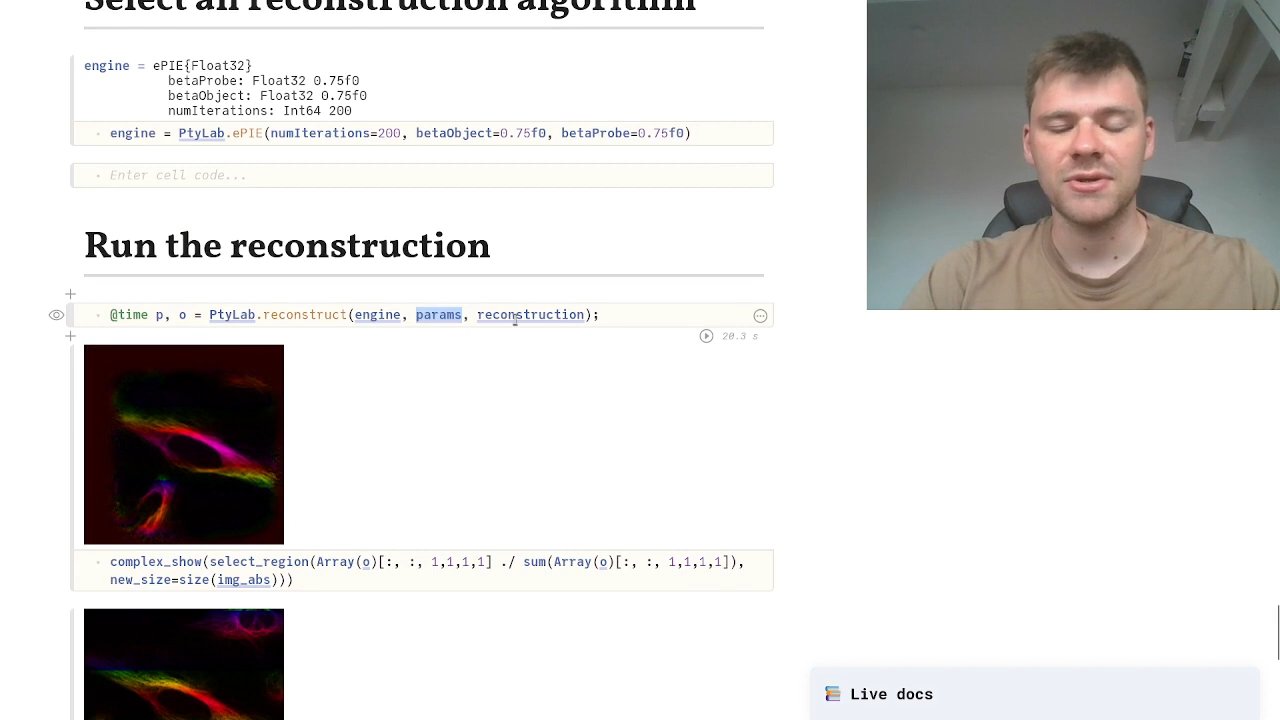 Select an reconstruction algorithm
engine = ePIE{Float32}
betaProbe: Float32 0.75f0
betaObject: Float32 0.75f0
numIterations: Int64 200
engine = PtyLab.ePIE(numIterations=200, betaObject=0.75f0, betaProbe=0.75f0)
Enter cell code...
Run the reconstruction
@time p, o = PtyLab.reconstruct(engine, params, reconstruction);
20.3 s
complex_show(select_region(Array(o)[:, :, 1,1,1,1] ./ sum(Array(o)[:, :, 1,1,1,1]),
new_size=size(img_abs)))
Live docs